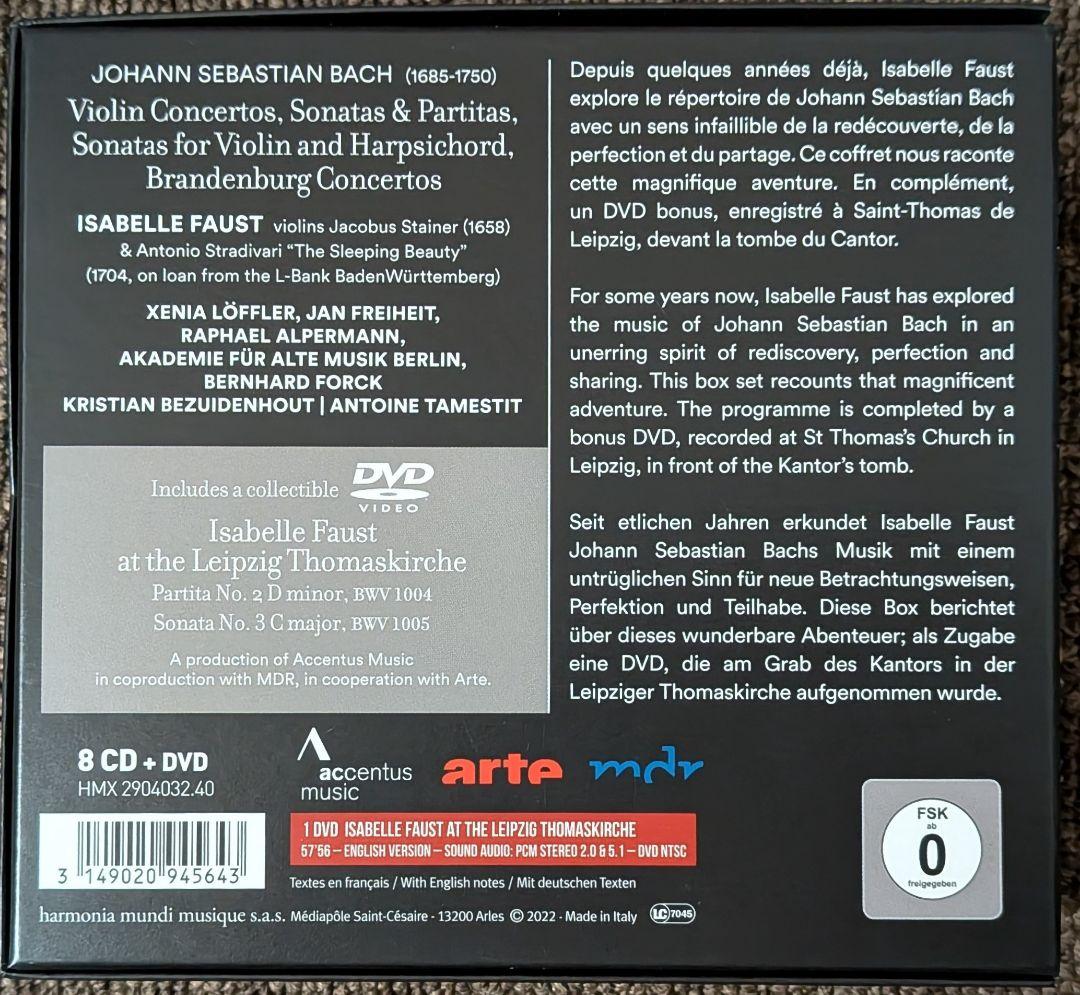 JOHANN SEBASTIAN BACH (1685-1750)
Violin Concertos, Sonatas & Partitas,
Sonatas for Violin and Harpsichord,
Brandenburg Concertos
ISABELLE FAUST violins Jacobus Stainer (1658)
& Antonio Stradivari “The Sleeping Beauty”
(1704, on loan from the L-Bank BadenWürttemberg)
XENIA LÖFFLER, JAN FREIHEIT,
RAPHAEL ALPERMANN,
AKADEMIE FÜR ALTE MUSIK BERLIN,
BERNHARD FORCK
KRISTIAN BEZUIDENHOUT | ANTOINE TAMESTIT
Includes a collectible DVD
VIDEO
Isabelle Faust
at the Leipzig Thomaskirche
Partita No. 2 D minor, BWV 1004
Sonata No. 3 C major, BWV 1005
A production of Accentus Music
in coproduction with MDR, in cooperation with Arte.
Depuis quelques années déjà, Isabelle Faust
explore le répertoire de Johann Sebastian Bach
avec un sens infaillible de la redécouverte, de la
perfection et du partage. Ce coffret nous raconte
cette magnifique aventure. En complément,
un DVD bonus, enregistré à Saint-Thomas de
Leipzig, devant la tombe du Cantor.
For some years now, Isabelle Faust has explored
the music of Johann Sebastian Bach in an
unerring spirit of rediscovery, perfection and
sharing. This box set recounts that magnificent
adventure. The programme is completed by a
bonus DVD, recorded at St Thomas’s Church in
Leipzig, in front of the Kantor’s tomb.
Seit etlichen Jahren erkundet Isabelle Faust
Johann Sebastian Bachs Musik mit einem
untrüglichen Sinn für neue Betrachtungsweisen,
Perfektion und Teilhabe. Diese Box berichtet
über dieses wunderbare Abenteuer; als Zugabe
eine DVD, die am Grab des Kantors in der
Leipziger Thomaskirche aufgenommen wurde.
8 CD + DVD
HMX 2904032.40
accentus
music
arte
mdr
3 149020 945643
1 DVD ISABELLE FAUST AT THE LEIPZIG THOMASKIRCHE
57'56 – ENGLISH VERSION – SOUND AUDIO: PCM STEREO 2.0 & 5.1 – DVD NTSC
Textes en français / With English notes / Mit deutschen Texten
harmonia mundi musique s.a.s. Médiapôle Saint-Césaire - 13200 Arles © 2022 - Made in Italy LC 7045
FSK
ab
0
freigegeben